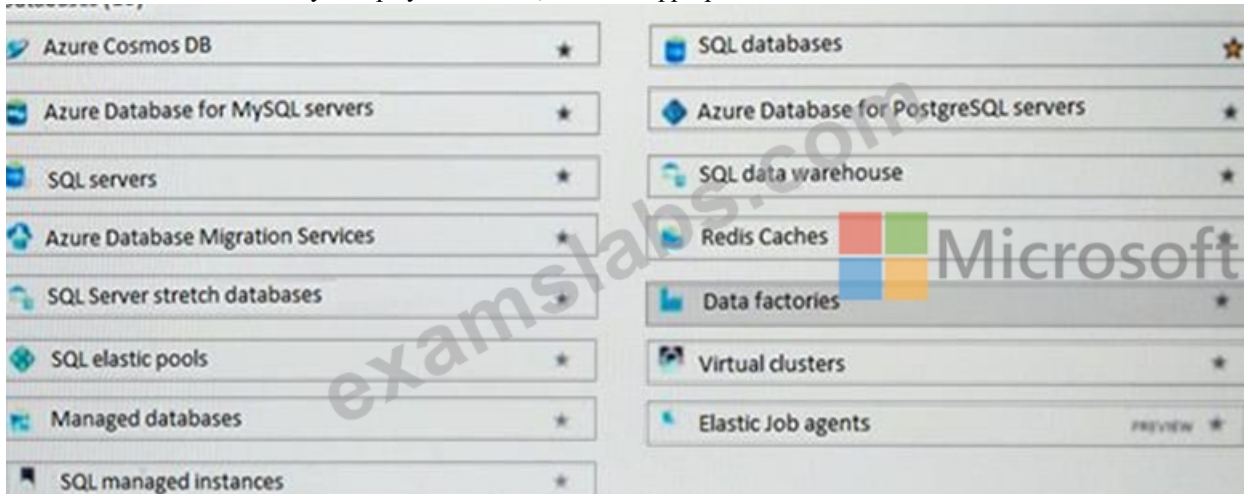 Azure Cosmos DB
SQL databases
Azure Database for MySQL servers
Azure Database for PostgreSQL servers
SQL servers
SQL data warehouse
Azure Database Migration Services
Redis Caches
Microsoft
SQL Server stretch databases
Data factories
SQL elastic pools
Virtual clusters
Managed databases
Elastic Job agents PREVIEW
SQL managed instances
examslabs.com